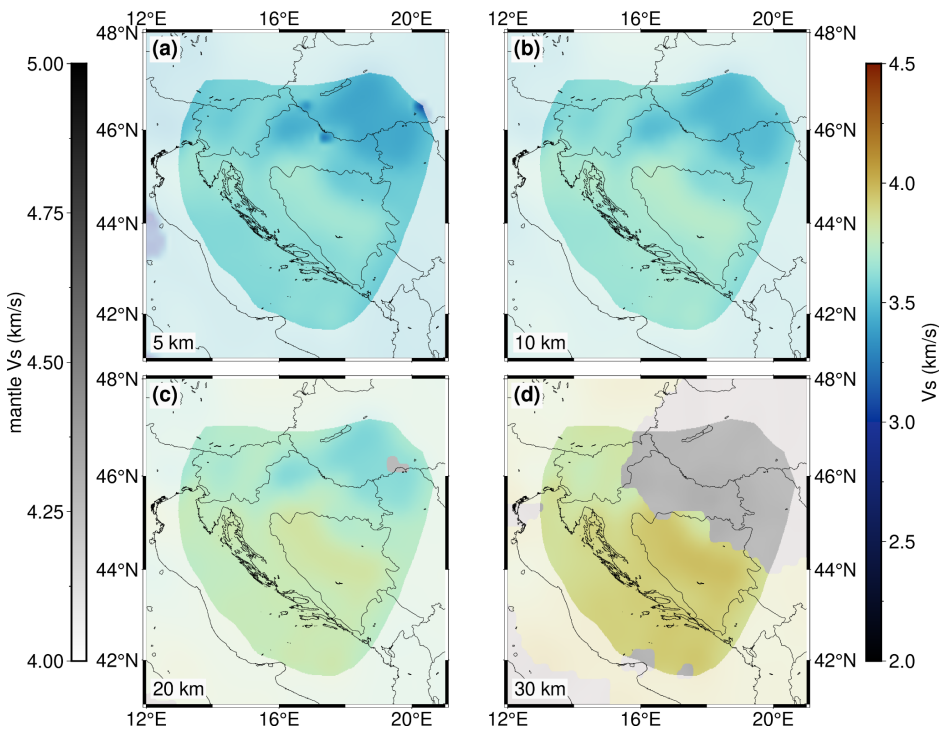 12°E 16°E 20°E 12°E 16°E 20°E
48°N (a) (b) 48°N
5.00 4.5
46°N 46°N
4.75 4.0
44°N 44°N
42°N 42°N
5 km 10 km
mantle Vs (km/s) 4.50 3.5 Vs (km/s)
48°N (c) (d) 48°N
3.0
46°N 46°N
4.25 2.5
44°N 44°N
4.00 42°N 42°N 2.0
20 km 30 km
12°E 16°E 20°E 12°E 16°E 20°E